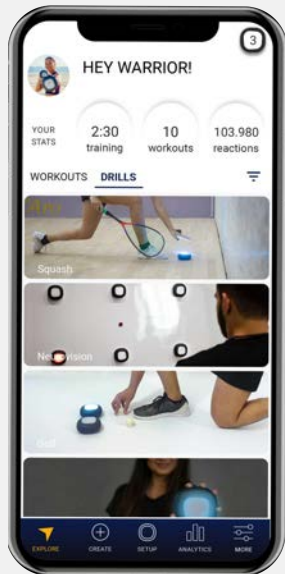 3
HEY WARRIOR!
YOUR
STATS
2:30
training
10
workouts
103.980
reactions
WORKOUTS DRILLS
Squash
Neurovision
Golf
EXPLORE
CREATE
SETUP
ANALYTICS
MORE